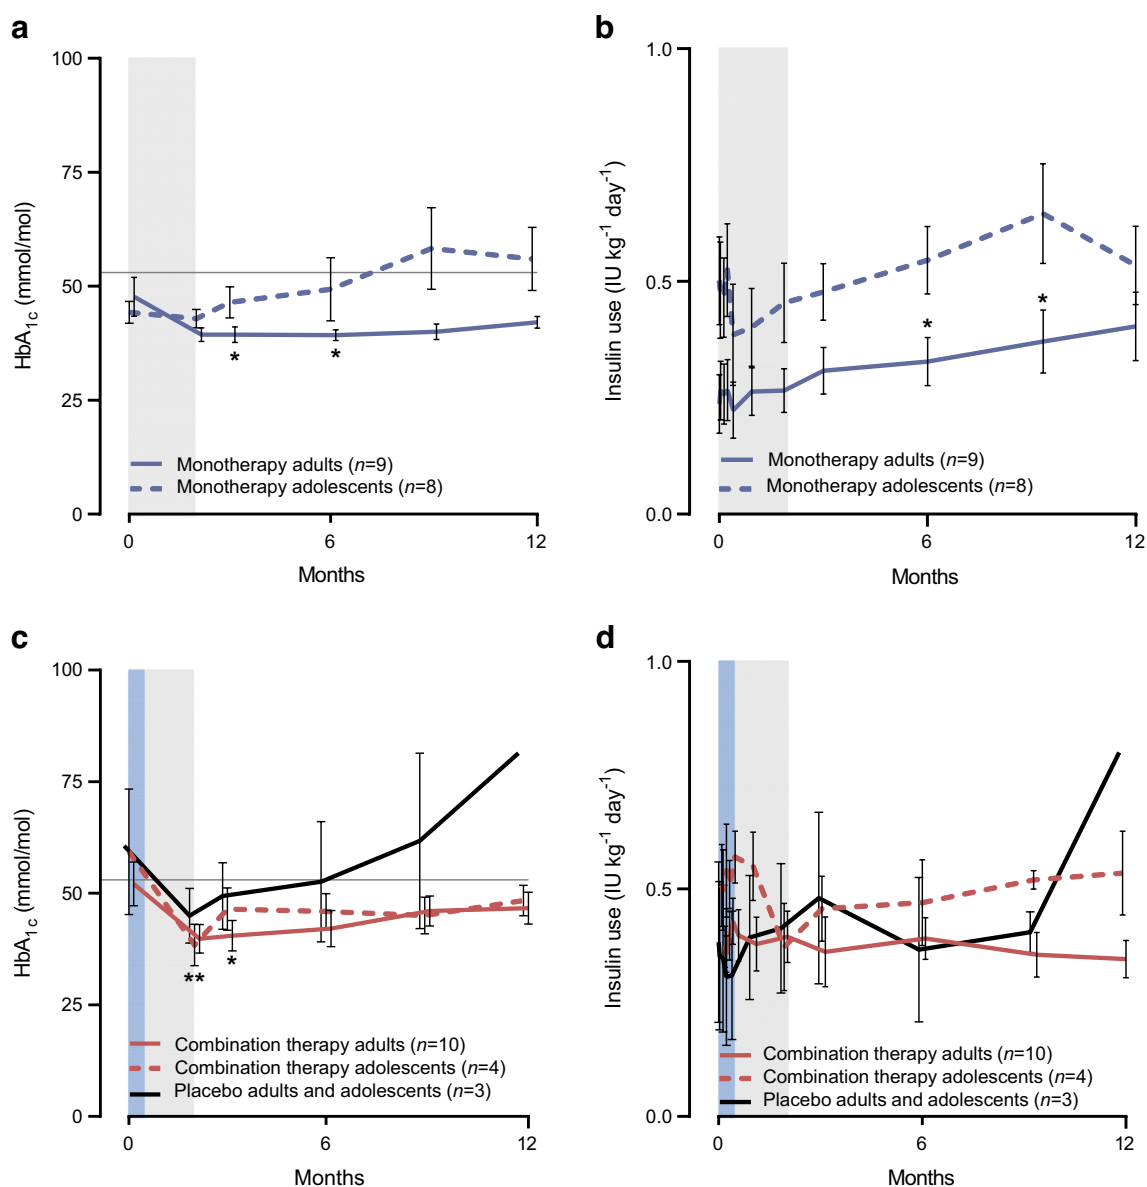 a
HbA1c (mmol/mol)
100
75
50
25
0
* *
Monotherapy adults (n=9)
Monotherapy adolescents (n=8)
0 6 12
Months
b
Insulin use (IU kg-1 day-1)
1.0
0.5
0.0
* *
Monotherapy adults (n=9)
Monotherapy adolescents (n=8)
0 6 12
Months
c
HbA1c (mmol/mol)
100
75
50
25
0
** *
Combination therapy adults (n=10)
Combination therapy adolescents (n=4)
Placebo adults and adolescents (n=3)
0 6 12
Months
d
Insulin use (IU kg-1 day-1)
1.0
0.5
0.0
Combination therapy adults (n=10)
Combination therapy adolescents (n=4)
Placebo adults and adolescents (n=3)
0 6 12
Months